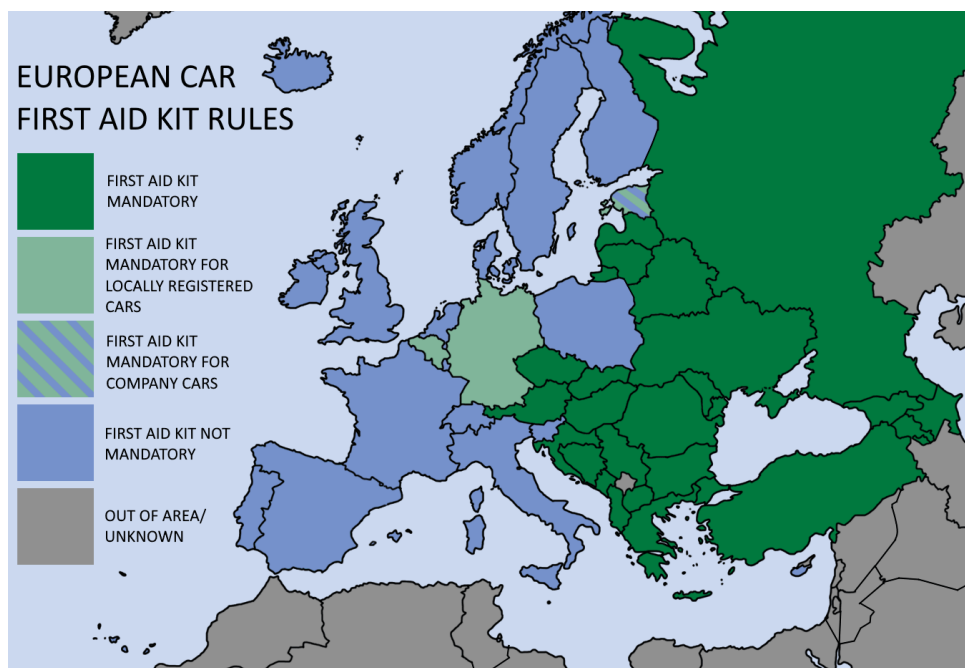 EUROPEAN CAR
FIRST AID KIT RULES
FIRST AID KIT
MANDATORY
FIRST AID KIT
MANDATORY FOR
LOCALLY REGISTERED
CARS
FIRST AID KIT
MANDATORY FOR
COMPANY CARS
FIRST AID KIT NOT
MANDATORY
OUT OF AREA/
UNKNOWN